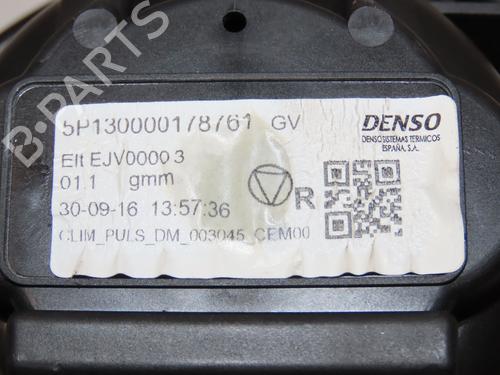 B-PARTS
5P130000178761 GV
DENSO
DENSO SISTEMAS TERMICOS
ESPAÑA, S.A.
Elt EJV0000 3
01.1 gmm
R
30-09-16 13:57:36
CLIM_PULS_DM_003045_CEM00